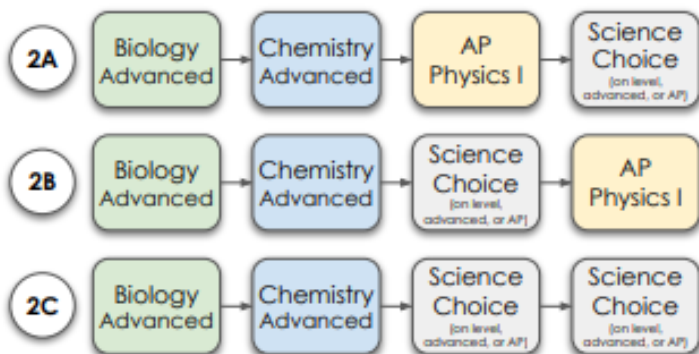 2A
Biology
Advanced
Chemistry
Advanced
AP
Physics I
Science
Choice
(on level,
advanced, or AP)
2B
Biology
Advanced
Chemistry
Advanced
Science
Choice
(on level,
advanced, or AP)
AP
Physics I
2C
Biology
Advanced
Chemistry
Advanced
Science
Choice
(on level,
advanced, or AP)
Science
Choice
(on level,
advanced, or AP)